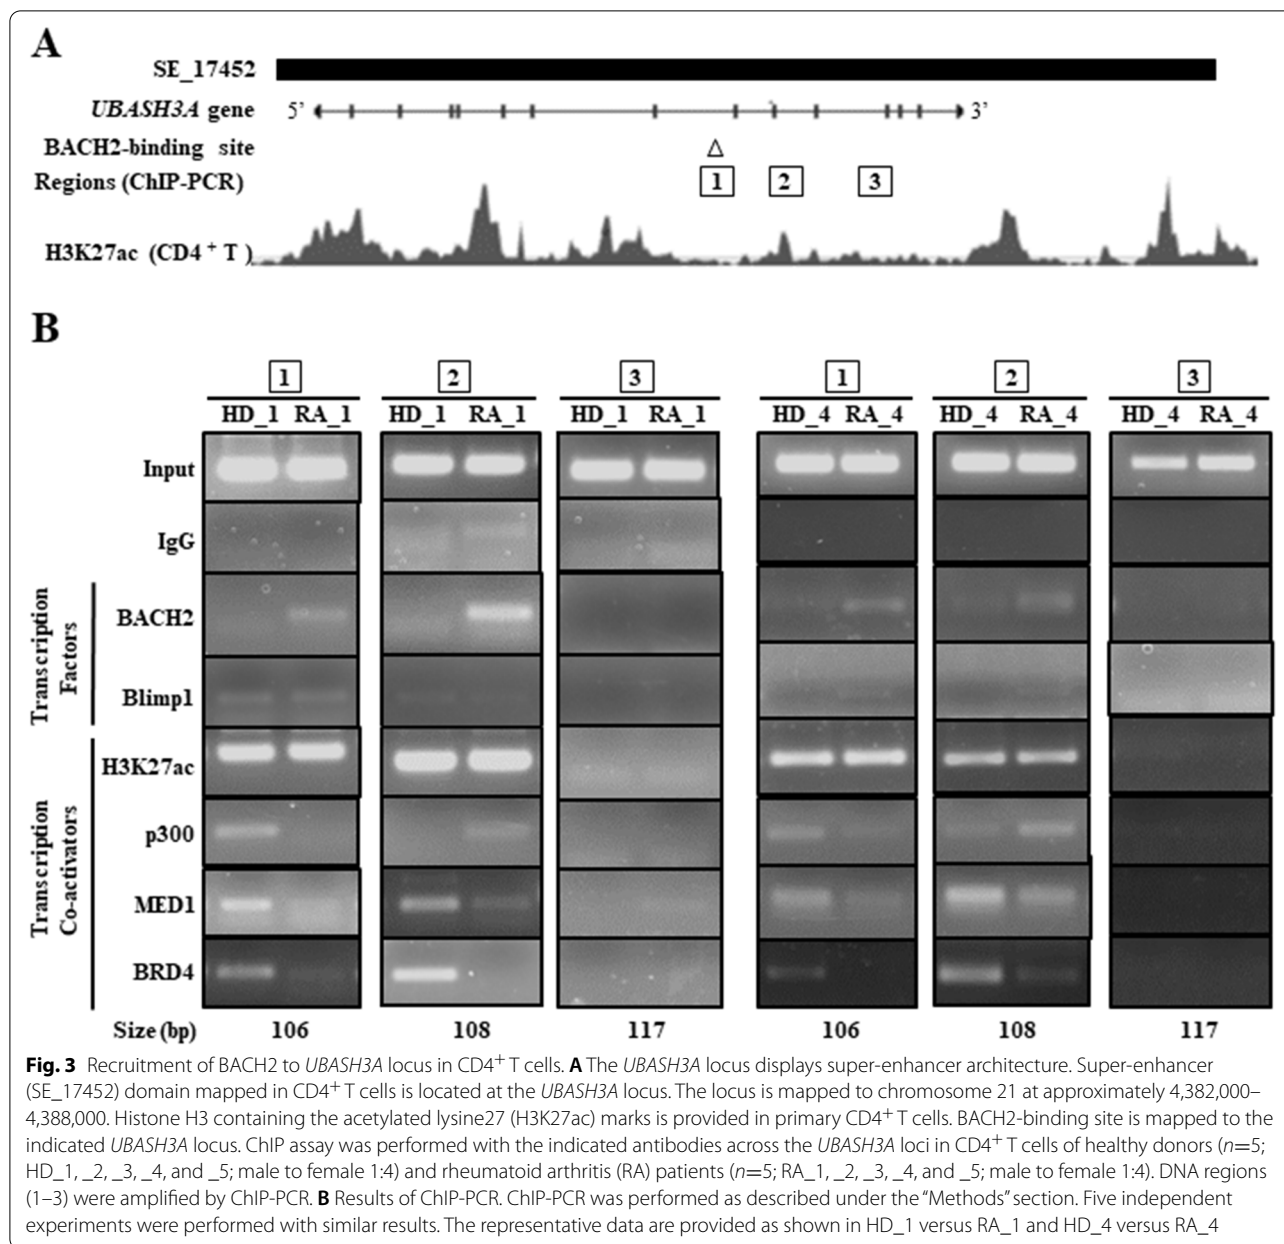 A
SE_17452
UBASH3A gene 5’ 3’
BACH2-binding site Δ
Regions (ChIP-PCR) 1 2 3
H3K27ac (CD4+ T)
B
1 2 3 1 2 3
HD_1 RA_1 HD_1 RA_1 HD_1 RA_1 HD_4 RA_4 HD_4 RA_4 HD_4 RA_4
Input
IgG
Transcription
Factors
BACH2
Blimp1
Transcription
Co-activators
H3K27ac
p300
MED1
BRD4
Size (bp) 106 108 117 106 108 117
Fig. 3 Recruitment of BACH2 to UBASH3A locus in CD4+ T cells. A The UBASH3A locus displays super-enhancer architecture. Super-enhancer
(SE_17452) domain mapped in CD4+ T cells is located at the UBASH3A locus. The locus is mapped to chromosome 21 at approximately 4,382,000–
4,388,000. Histone H3 containing the acetylated lysine27 (H3K27ac) marks is provided in primary CD4+ T cells. BACH2-binding site is mapped to the
indicated UBASH3A locus. ChIP assay was performed with the indicated antibodies across the UBASH3A loci in CD4+ T cells of healthy donors (n=5;
HD_1, _2, _3, _4, and _5; male to female 1:4) and rheumatoid arthritis (RA) patients (n=5; RA_1, _2, _3, _4, and _5; male to female 1:4). DNA regions
(1–3) were amplified by ChIP-PCR. B Results of ChIP-PCR. ChIP-PCR was performed as described under the “Methods” section. Five independent
experiments were performed with similar results. The representative data are provided as shown in HD_1 versus RA_1 and HD_4 versus RA_4